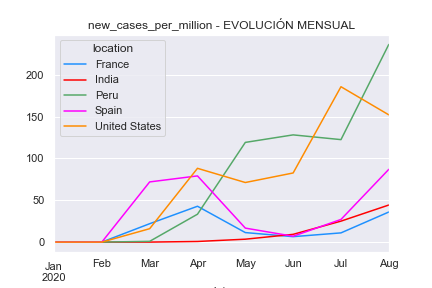 new_cases_per_million - EVOLUCIÓN MENSUAL
location
France
India
Peru
Spain
United States
200
150
100
50
0
Jan Feb Mar Apr May Jun Jul Aug
2020